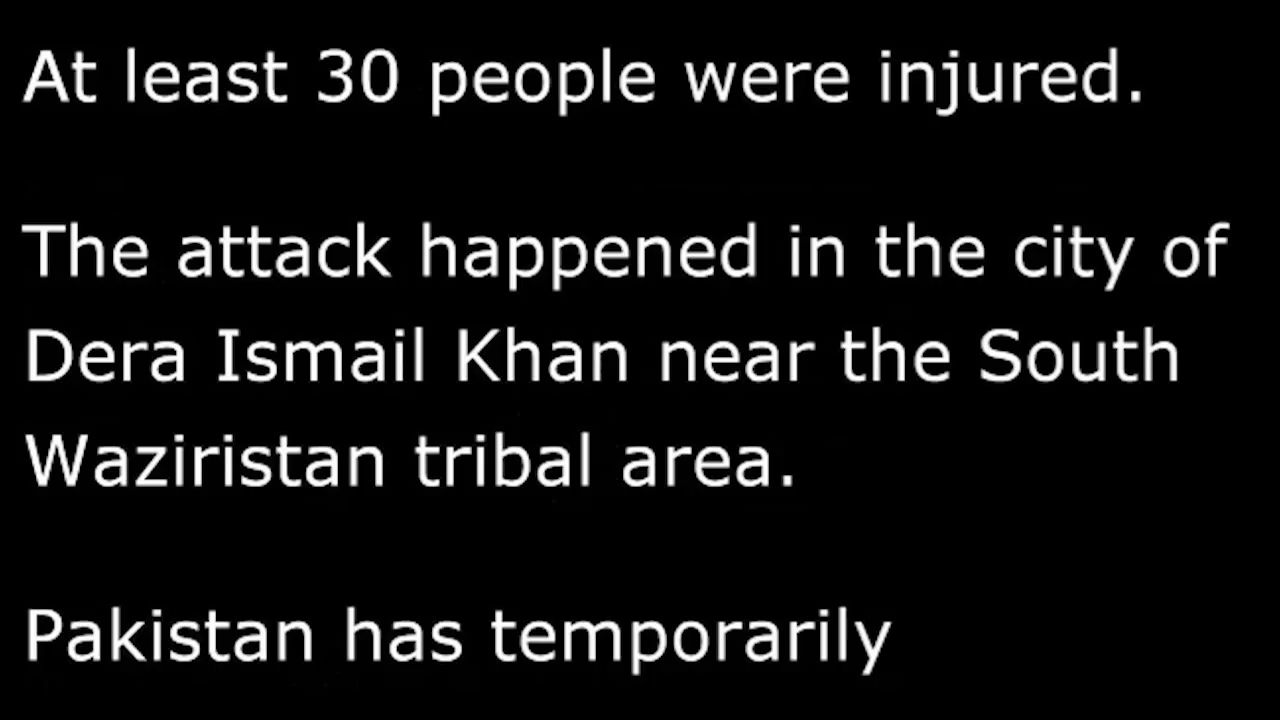 At least 30 people were injured.
The attack happened in the city of
Dera Ismail Khan near the South
Waziristan tribal area.
Pakistan has temporarily